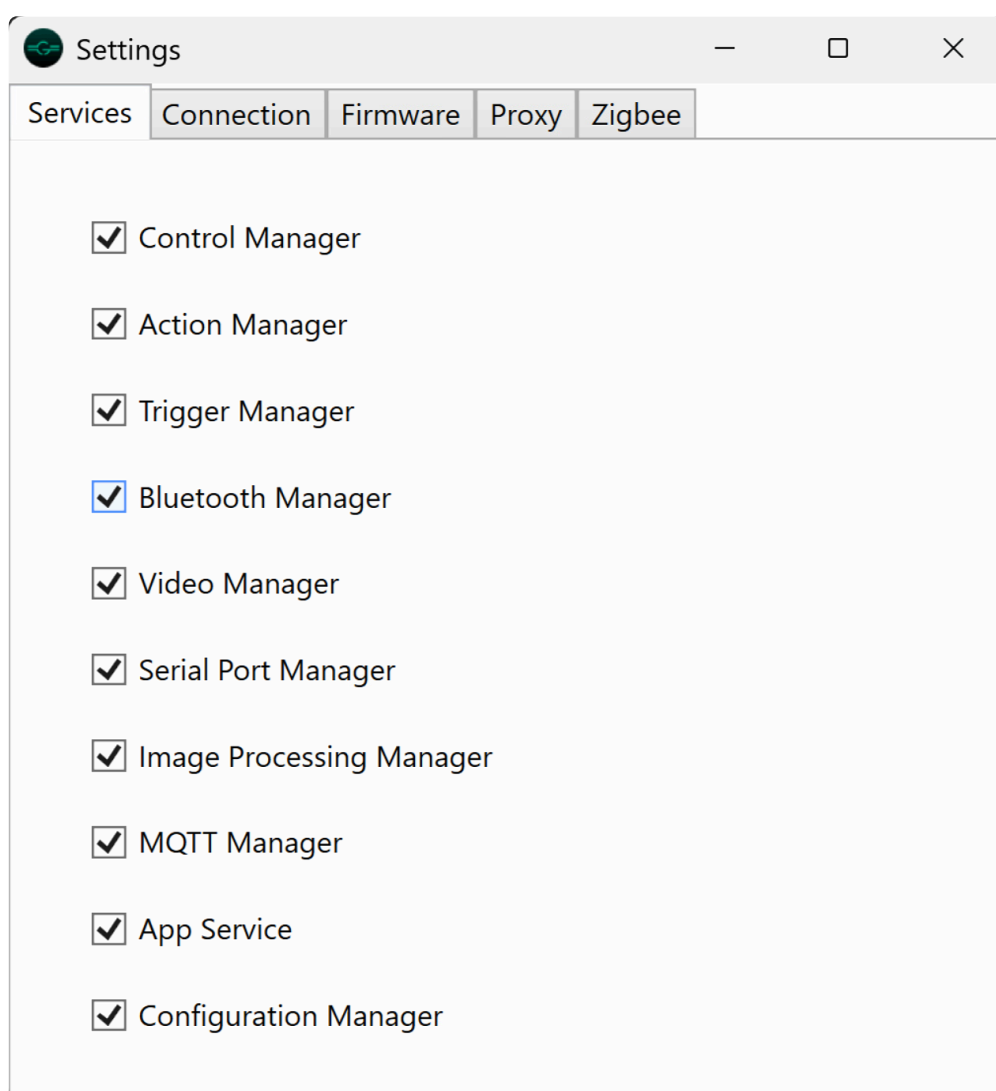 Settings
Services Connection Firmware Proxy Zigbee
Control Manager
Action Manager
Trigger Manager
Bluetooth Manager
Video Manager
Serial Port Manager
Image Processing Manager
MQTT Manager
App Service
Configuration Manager